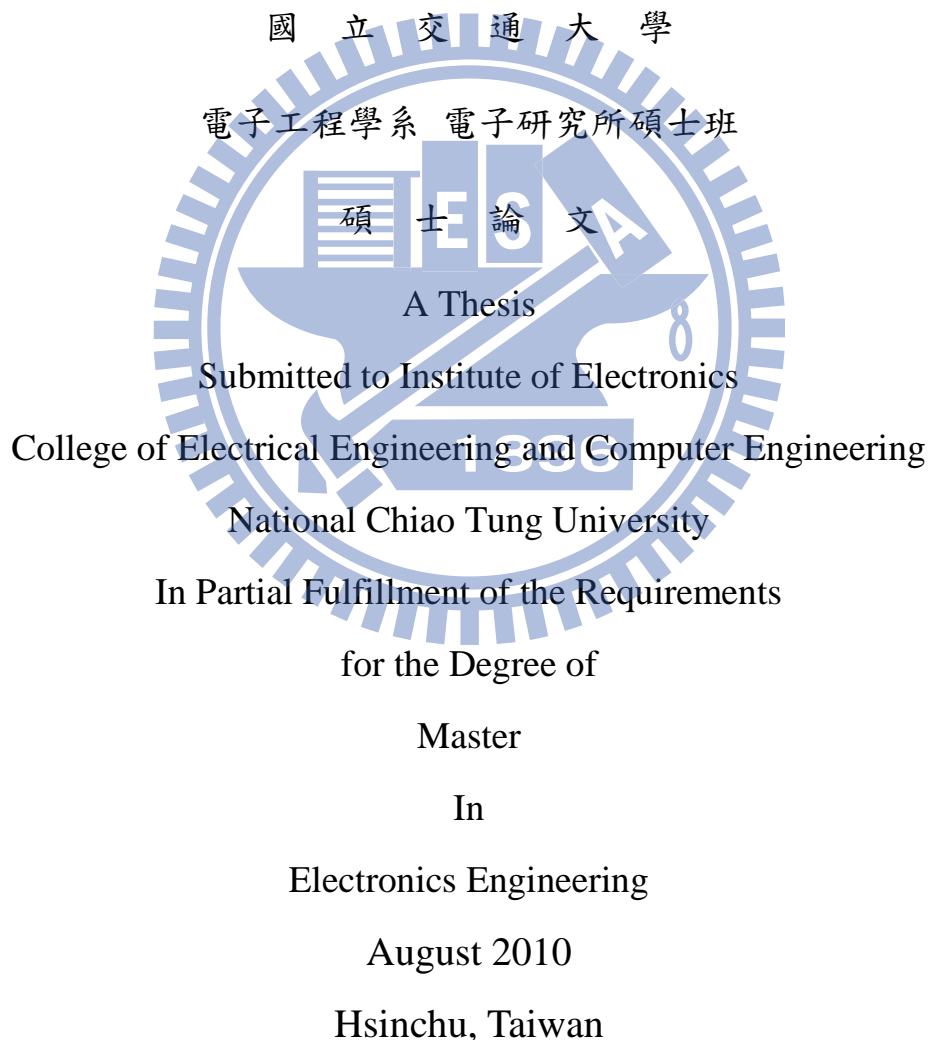 國 立 交 通 大 學
電子工程學系 電子研究所碩士班
碩 士 論 文
E S A
A Thesis
8
Submitted to Institute of Electronics
College of Electrical Engineering and Computer Engineering
1896
National Chiao Tung University
In Partial Fulfillment of the Requirements
for the Degree of
Master
In
Electronics Engineering
August 2010
Hsinchu, Taiwan